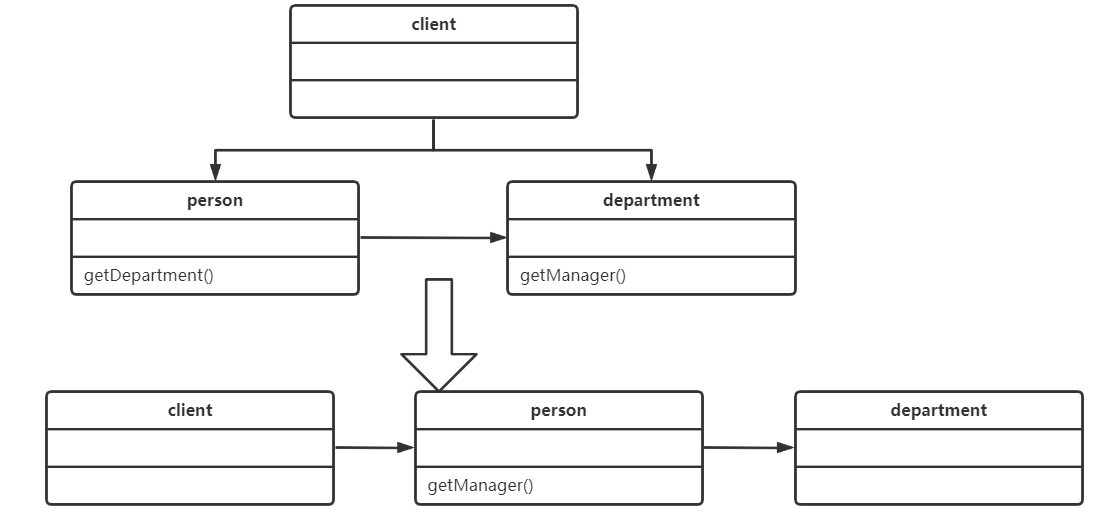 client
person
department
getDepartment()
getManager()
client
person
department
getManager()